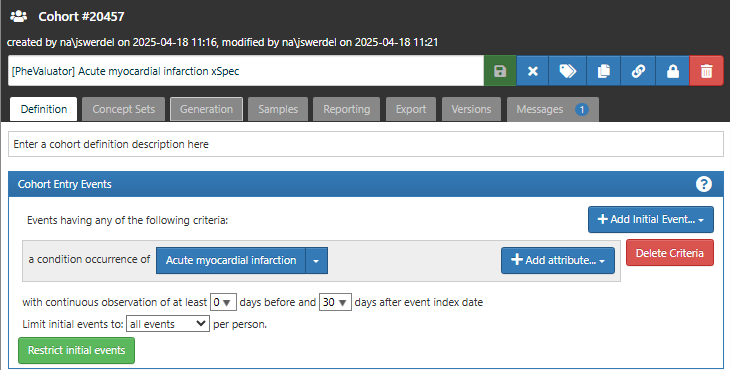 Cohort #20457
created by na\jswerdel on 2025-04-18 11:16, modified by na\jswerdel on 2025-04-18 11:21
[PheValuator] Acute myocardial infarction xSpec
Definition Concept Sets Generation Samples Reporting Export Versions Messages 1
Enter a cohort definition description here
Cohort Entry Events ?
Events having any of the following criteria: + Add Initial Event...
a condition occurrence of Acute myocardial infarction + Add attribute... Delete Criteria
with continuous observation of at least 0 days before and 30 days after event index date
Limit initial events to: all events per person.
Restrict initial events